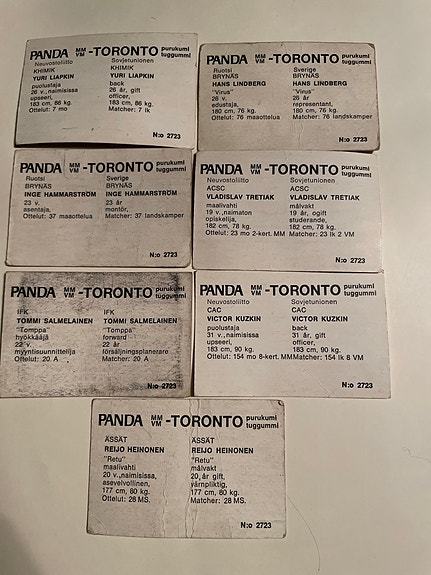 PANDA MM VM -TORONTO purukumi tuggummi
Neuvostoliitto Sovjetunionen
KHIMIK KHIMIK
YURI LIAPKIN YURI LIAPKIN
puolustaja back
26 v., naimisissa 26 år, gift
upseeri, officer,
183 cm, 86 kg. 183 cm, 86 kg.
Ottelut: 7 mo Matcher: 7 lk
N:o 2723
PANDA MM VM -TORONTO purukumi tuggummi
Ruotsi Sverige
BRYNÄS BRYNÄS
HANS LINDBERG HANS LINDBERG
"Virus" "Virus"
26 v. 26 år
edustaja, representant,
180 cm, 76 kg. 180 cm, 76 kg.
Ottelut: 76 maaottelua Matcher: 76 landskamper
N:o 2723
PANDA MM VM -TORONTO purukumi tuggummi
Ruotsi Sverige
BRYNÄS BRYNÄS
INGE HAMMARSTRÖM INGE HAMMARSTRÖM
23 v. 23 år
asentaja, montör,
Ottelut: 37 maaottelua Matcher: 37 landskamper
N:o 2723
PANDA MM VM -TORONTO purukumi tuggummi
Neuvostoliitto Sovjetunionen
ACSC ACSC
VLADISLAV TRETIAK VLADISLAV TRETIAK
maalivahti målvakt
19 v., naimaton 19 år, ogift
opiskelija, studerande,
182 cm, 78 kg. 182 cm, 78 kg.
Ottelut: 23 mo 2-kert. MM Matcher: 23 lk 2 VM
N:o 2723
PANDA MM VM -TORONTO purukumi tuggummi
IFK IFK
TOMMI SALMELAINEN TOMMI SALMELAINEN
"Tomppa" "Tomppa"
hyökkääjä forward
22 v. 22 år
myyntisuunnittelija försäljningsplanerare
Ottelut: 20 A Matcher: 20 A
N:o 2723
PANDA MM VM -TORONTO purukumi tuggummi
Neuvostoliitto Sovjetunionen
CAC CAC
VICTOR KUZKIN VICTOR KUZKIN
puolustaja back
31 v., naimisissa 31 år, gift
upseeri, officer,
183 cm, 90 kg. 183 cm, 90 kg.
Ottelut: 154 mo 8-kert. MM Matcher: 154 lk 8 VM
N:o 2723
PANDA MM VM -TORONTO purukumi tuggummi
ÄSSÄT ÄSSÄT
REIJO HEINONEN REIJO HEINONEN
"Retu" "Retu"
maalivahti målvakt
20 v., naimisissa, 20 år gift,
asevelvollinen, värnpliktig,
177 cm, 80 kg. 177 cm, 80 kg.
Ottelut: 28 MS. Matcher: 28 MS.
N:o 2723